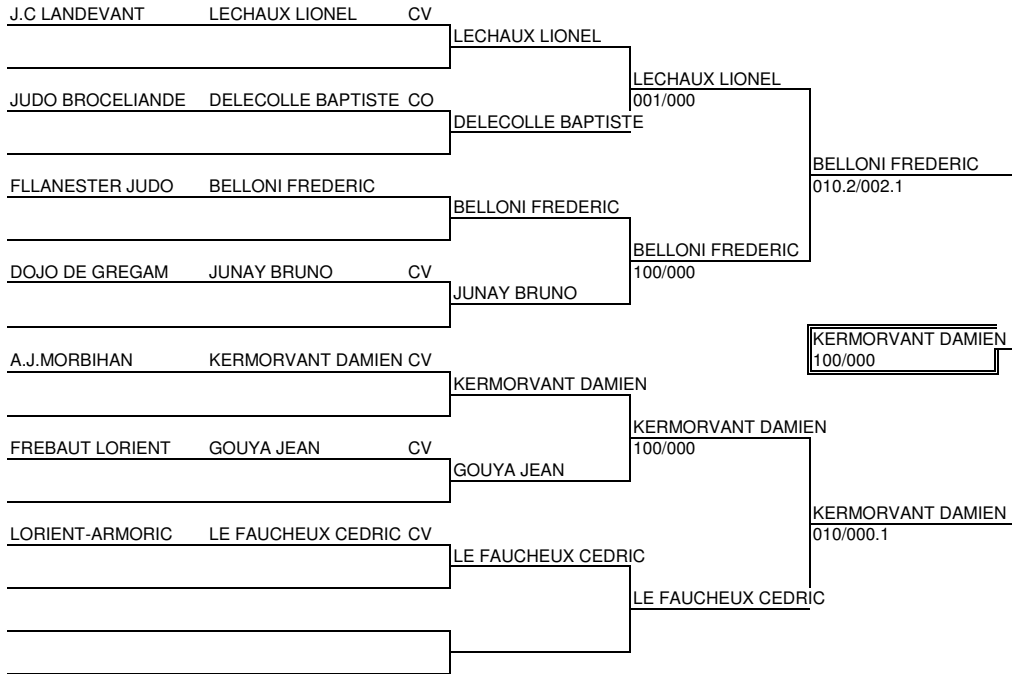 J.C LANDEVANT LECHAUX LIONEL CV
LECHAUX LIONEL
LECHAUX LIONEL
001/000
JUDO BROCELIANDE DELECOLLE BAPTISTE CO
DELECOLLE BAPTISTE
BELLONI FREDERIC
010.2/002.1
FLLANESTER JUDO BELLONI FREDERIC
BELLONI FREDERIC
BELLONI FREDERIC
100/000
DOJO DE GREGAM JUNAY BRUNO CV
JUNAY BRUNO
KERMORVANT DAMIEN
100/000
A.J.MORBIHAN KERMORVANT DAMIEN CV
KERMORVANT DAMIEN
KERMORVANT DAMIEN
100/000
FREBAUT LORIENT GOUYA JEAN CV
GOUYA JEAN
KERMORVANT DAMIEN
010/000.1
LORIENT-ARMORIC LE FAUCHEUX CEDRIC CV
LE FAUCHEUX CEDRIC
LE FAUCHEUX CEDRIC